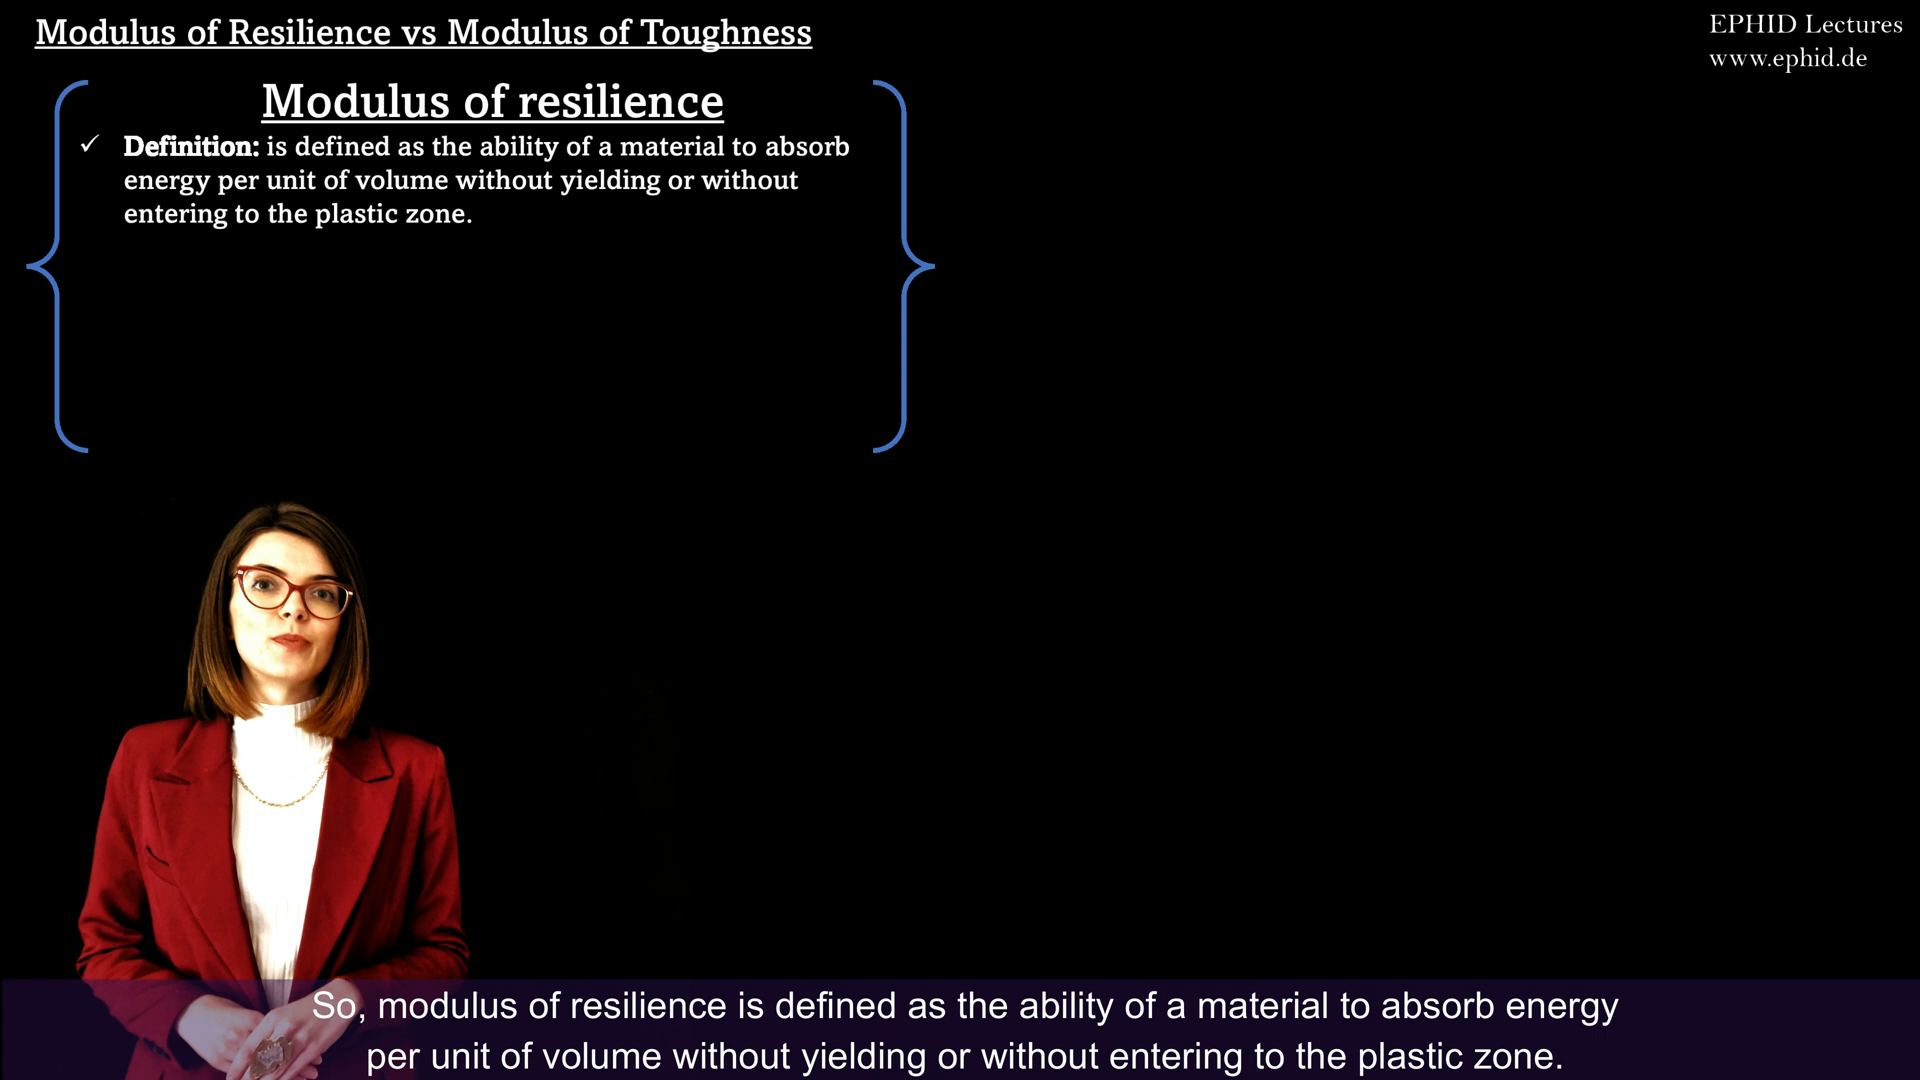 Modulus of Resilience vs Modulus of Toughness
EPHID Lectures
www.ephid.de
Modulus of resilience
✓ Definition: is defined as the ability of a material to absorb
energy per unit of volume without yielding or without
entering to the plastic zone.
So, modulus of resilience is defined as the ability of a material to absorb energy
per unit of volume without yielding or without entering to the plastic zone.